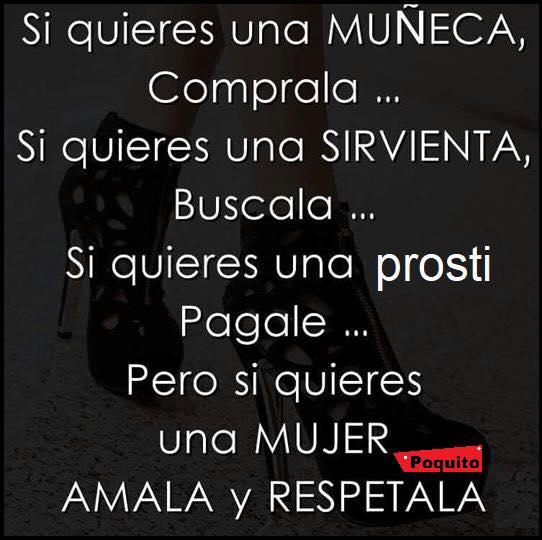 Si quieres una MUÑECA,
Comprala ...
Si quieres una SIRVIENTA,
Buscala ...
Si quieres una prosti
Pagale ...
Pero si quieres
una MUJER
Poquito
AMALA y RESPETALA